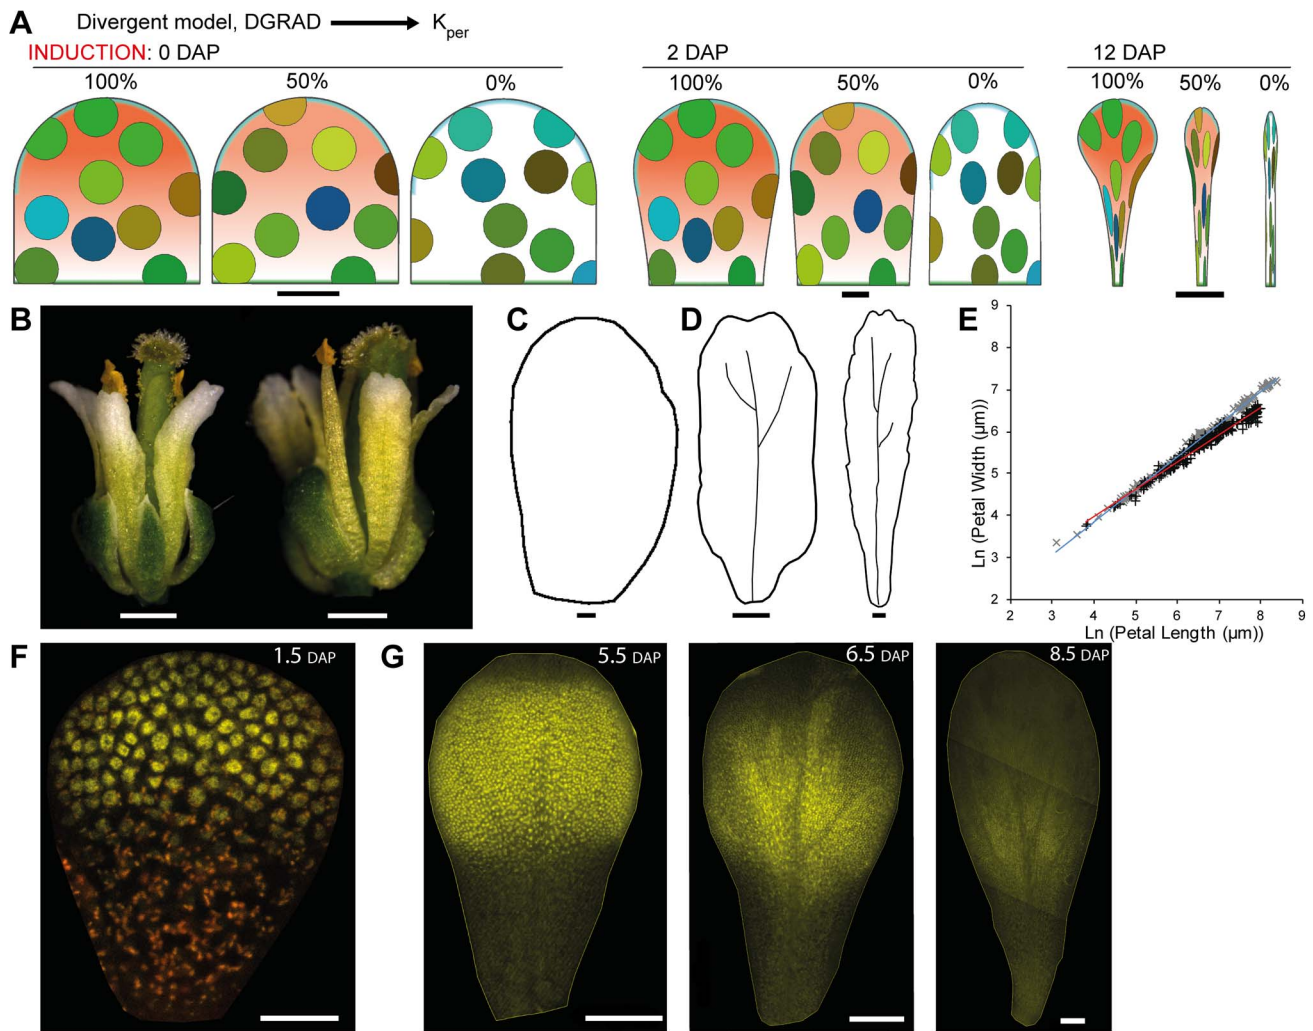 A
Divergent model, DGRAD → Kper
INDUCTION: 0 DAP
2 DAP
12 DAP
100% 50% 0%
100% 50% 0%
100% 50% 0%
B
C
D
E
9
8
7
6
5
4
3
2
2 3 4 5 6 7 8 9
Ln (Petal Width (µm))
Ln (Petal Length (µm))
F
1.5 DAP
G
5.5 DAP
6.5 DAP
8.5 DAP